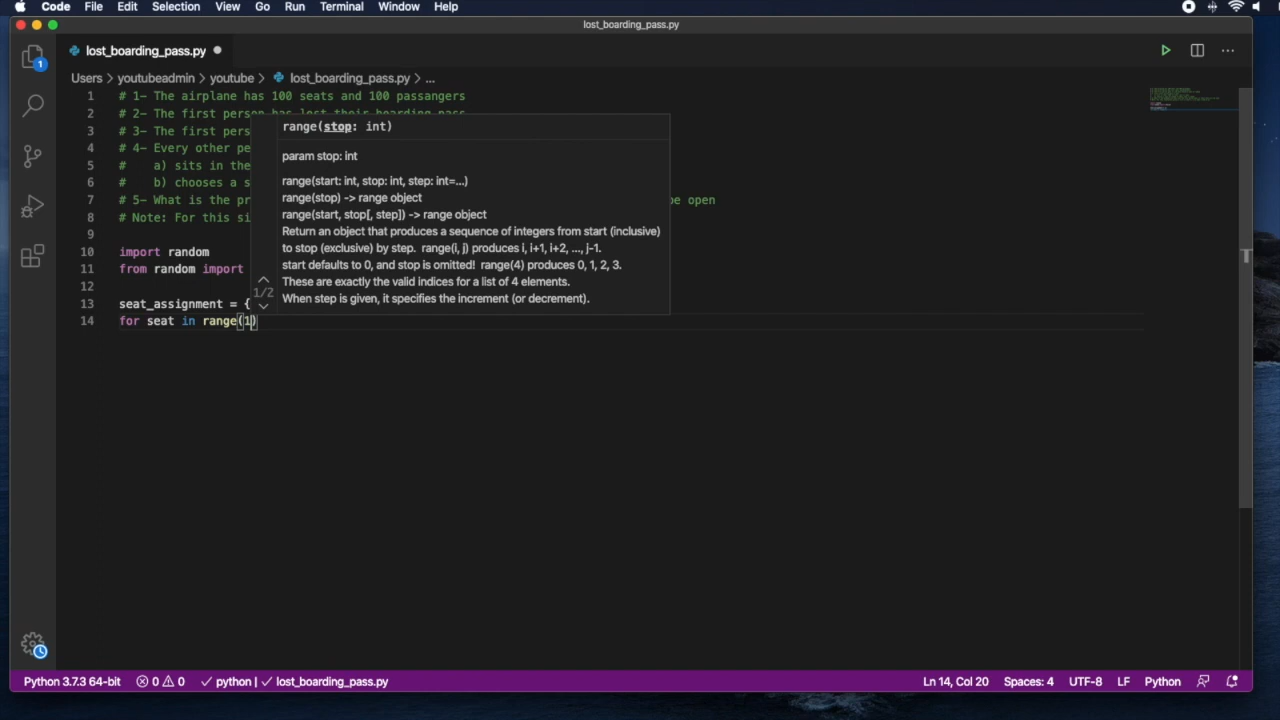 Code File Edit Selection View Go Run Terminal Window Help
lost_boarding_pass.py
lost_boarding_pass.py
Users > youtubeadmin > youtube > lost_boarding_pass.py > ...
1 # 1- The airplane has 100 seats and 100 passangers
2 # 2- The first person has lost their boarding pass
3 # 3- The first pers
4 # 4- Every other pe
5 # a) sits in the
6 # b) chooses a s
7 # 5- What is the pr be open
8 # Note: For this si
9
10 import random
11 from random import
12
13 seat_assignment = {
14 for seat in range(1)
range(stop: int)
param stop: int
range(start: int, stop: int, step: int=...)
range(stop) -> range object
range(start, stop[, step]) -> range object
Return an object that produces a sequence of integers from start (inclusive)
to stop (exclusive) by step. range(i, j) produces i, i+1, i+2, ..., j-1.
start defaults to 0, and stop is omitted! range(4) produces 0, 1, 2, 3.
These are exactly the valid indices for a list of 4 elements.
When step is given, it specifies the increment (or decrement).
1/2
1
Python 3.7.3 64-bit 0 0 python | lost_boarding_pass.py Ln 14, Col 20 Spaces: 4 UTF-8 LF Python